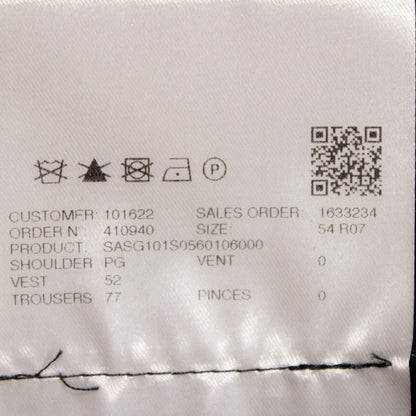 P
CUSTOMER: 101622 SALES ORDER: 1633234
ORDER N.: 410940 SIZE: 54 R07
PRODUCT: SASG101S0560106000
SHOULDER PG VENT 0
VEST 52
TROUSERS 77 PINCES 0